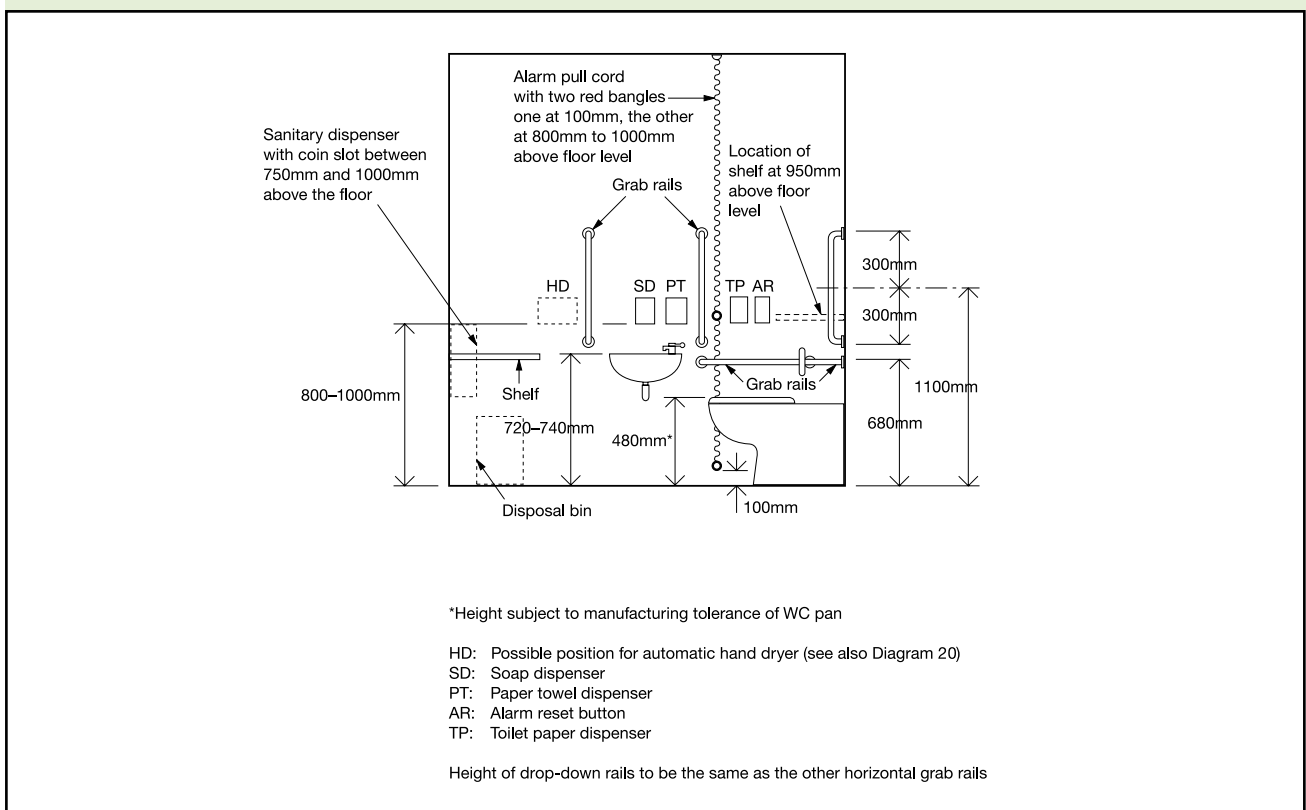 Alarm pull cord
with two red bangles
one at 100mm, the other
at 800mm to 1000mm
above floor level
Sanitary dispenser
with coin slot between
750mm and 1000mm
above the floor
Location of
shelf at 950mm
above floor
level
Grab rails
HD
SD
PT
TP
AR
300mm
300mm
800–1000mm
Shelf
720–740mm
480mm*
Grab rails
680mm
1100mm
Disposal bin
100mm
*Height subject to manufacturing tolerance of WC pan
HD: Possible position for automatic hand dryer (see also Diagram 20)
SD: Soap dispenser
PT: Paper towel dispenser
AR: Alarm reset button
TP: Toilet paper dispenser
Height of drop-down rails to be the same as the other horizontal grab rails